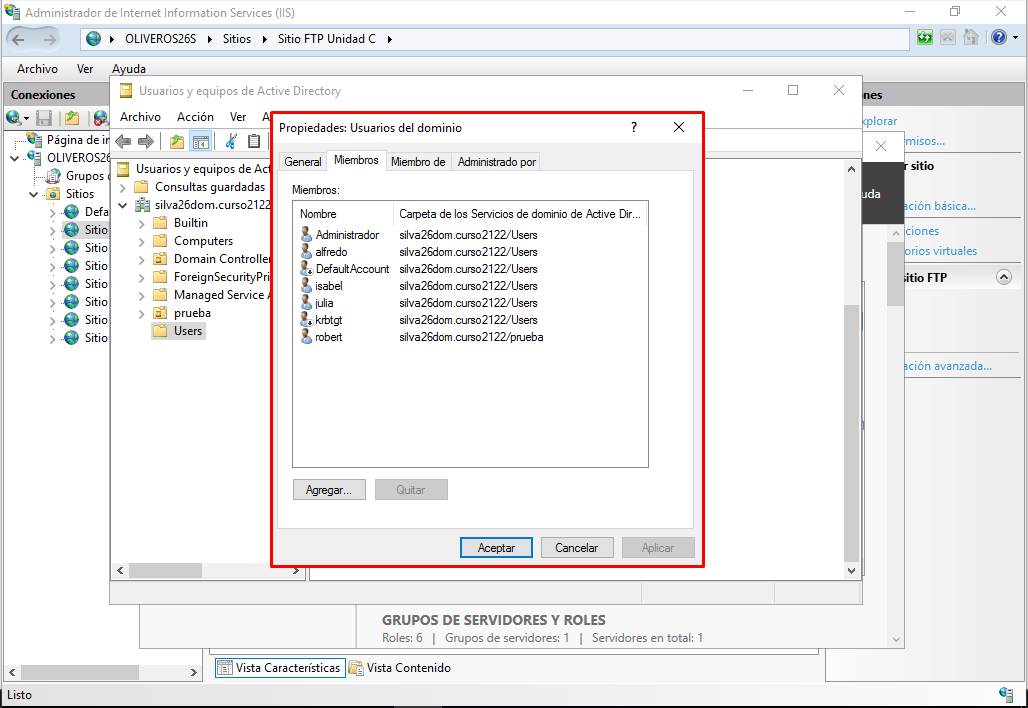 Administrador de Internet Information Services (IIS)
OLIVEROS26S
Sitios
Sitio FTP Unidad C
Archivo Ver Ayuda
Conexiones
Página de in
OLIVEROS26
Grupos
Sitios
Defa
Sitio
Sitio
Sitio
Sitio
Sitio
Sitio
Sitio
Usuarios y equipos de Active Directory
Archivo Acción Ver A
Usuarios y equipos de Act
Consultas guardadas
silva26dom.curso2122
Builtin
Computers
Domain Controller
ForeignSecurityPri
Managed Service A
prueba
Users
Propiedades: Usuarios del dominio
General Miembros Miembro de Administrado por
Miembros:
Nombre Carpeta de los Servicios de dominio de Active Dir...
Administrador silva26dom.curso2122/Users
alfredo silva26dom.curso2122/Users
DefaultAccount silva26dom.curso2122/Users
isabel silva26dom.curso2122/Users
julia silva26dom.curso2122/Users
krbtgt silva26dom.curso2122/Users
robert silva26dom.curso2122/prueba
Agregar... Quitar
Aceptar Cancelar Aplicar
nes
xplorar
misos...
r sitio
uda
ación básica...
ciones
orios virtuales
sitio FTP
ación avanzada...
GRUPOS DE SERVIDORES Y ROLES
Roles: 6 | Grupos de servidores: 1 | Servidores en total: 1
Vista Características Vista Contenido
Listo